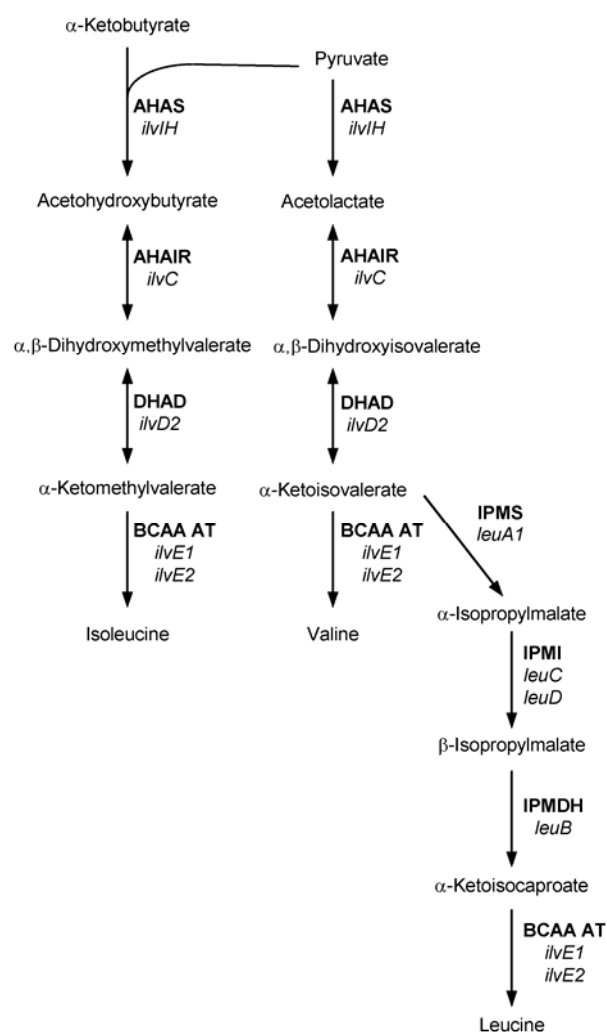 α-Ketobutyrate
Pyruvate
AHAS
ilvIH
AHAS
ilvIH
Acetohydroxybutyrate
Acetolactate
AHAIR
ilvC
AHAIR
ilvC
α,β-Dihydroxymethylvalerate
α,β-Dihydroxyisovalerate
DHAD
ilvD2
DHAD
ilvD2
α-Ketomethylvalerate
α-Ketoisovalerate
BCAA AT
ilvE1
ilvE2
BCAA AT
ilvE1
ilvE2
IPMS
leuA1
Isoleucine
Valine
α-Isopropylmalate
IPMI
leuC
leuD
β-Isopropylmalate
IPMDH
leuB
α-Ketoisocaproate
BCAA AT
ilvE1
ilvE2
Leucine